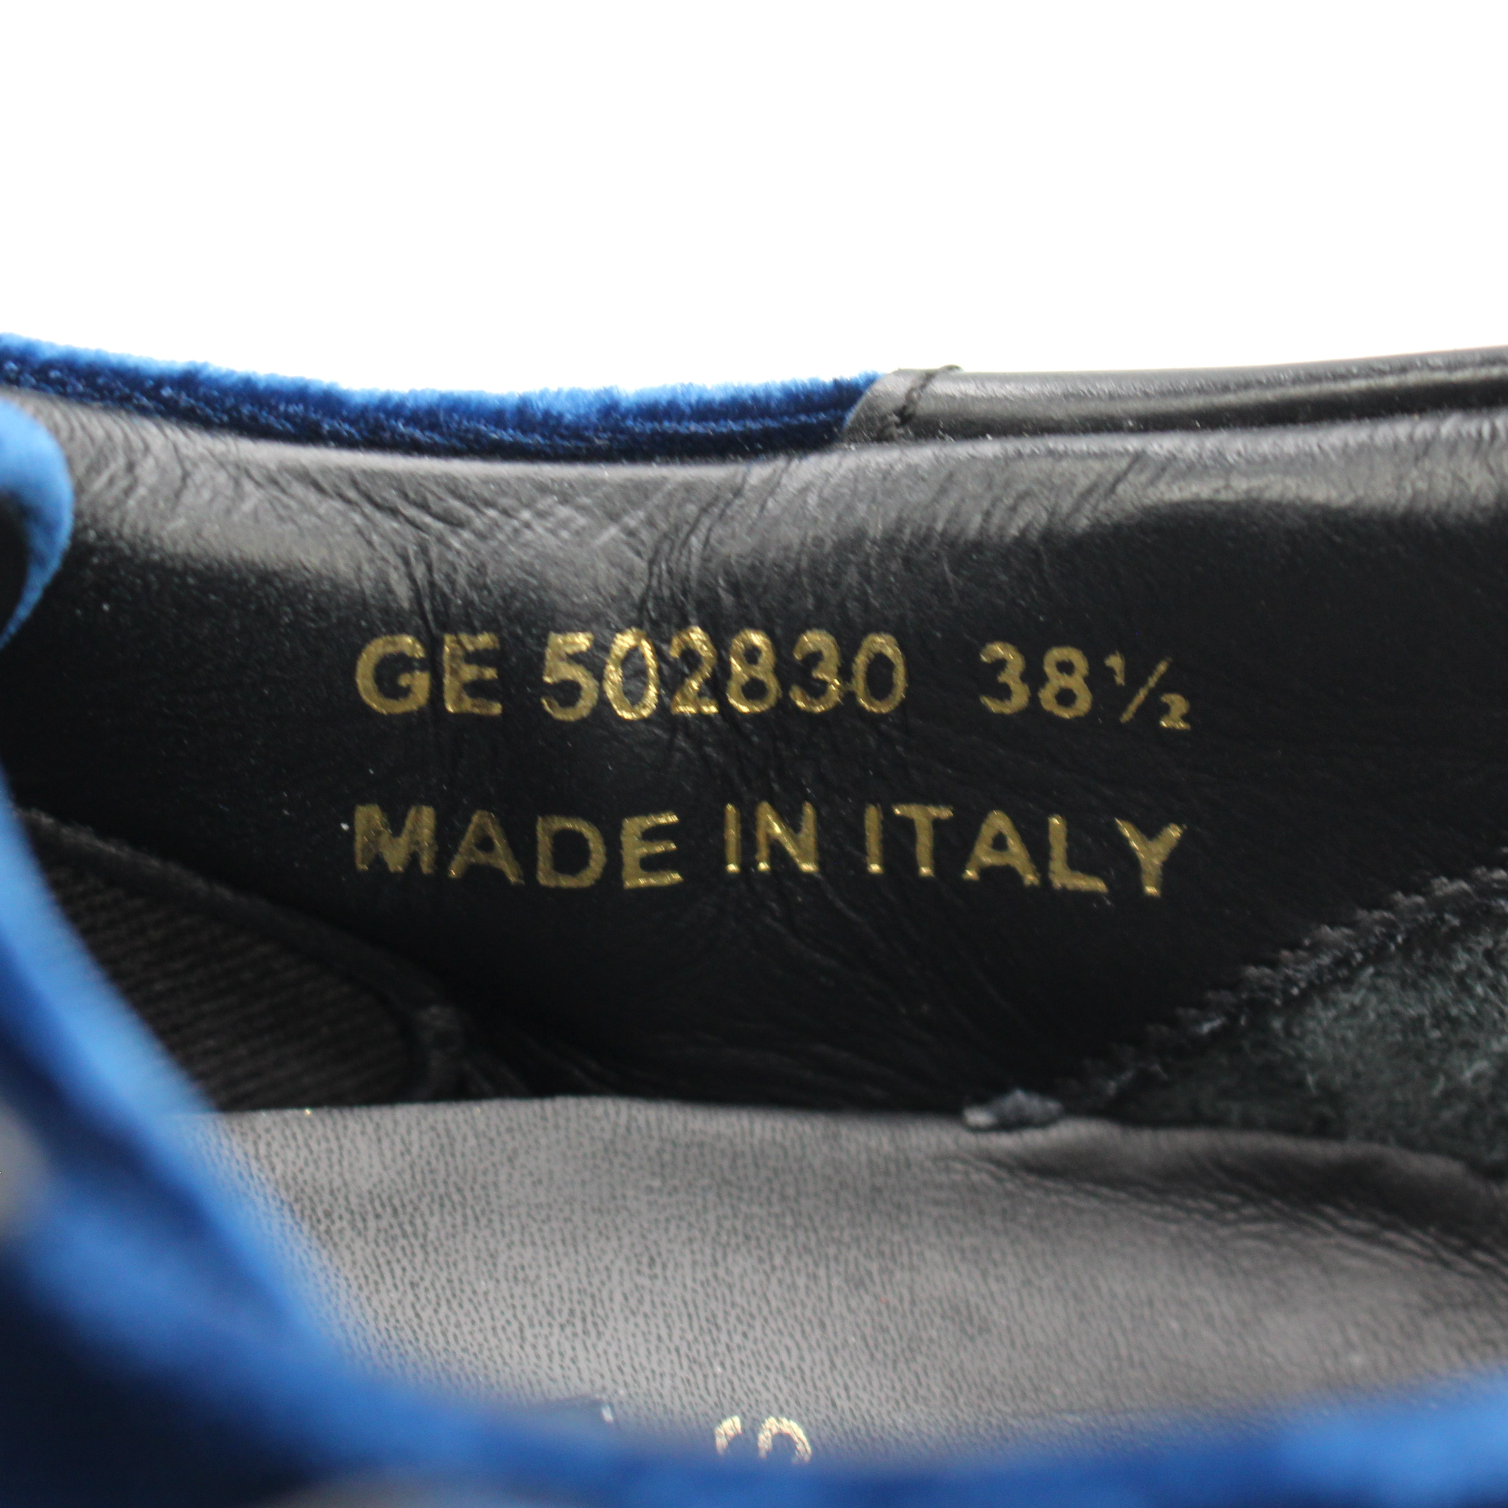 GE 502830 38½
MADE IN ITALY